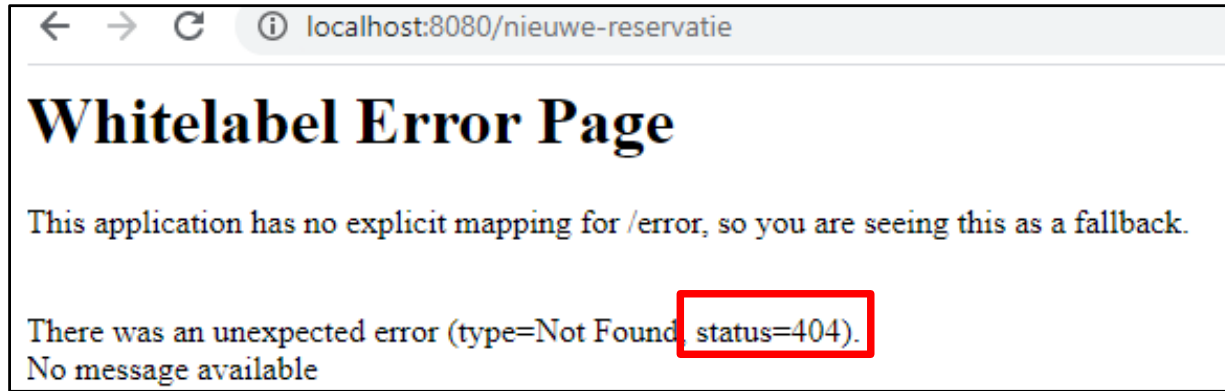 localhost:8080/nieuwe-reservatie
Whitelabel Error Page
This application has no explicit mapping for /error, so you are seeing this as a fallback.
There was an unexpected error (type=Not Found, status=404).
No message available